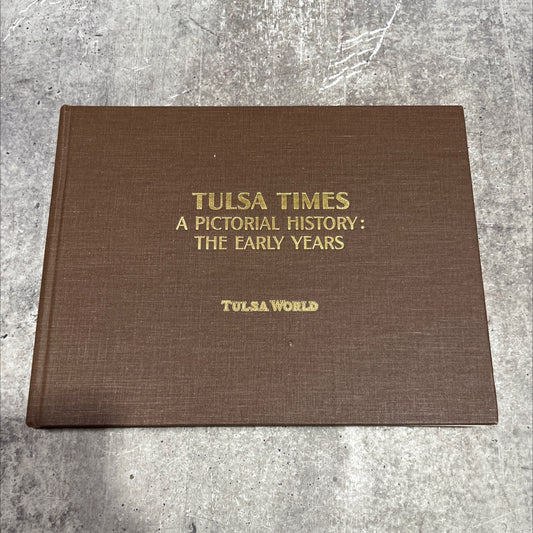 TULSA TIMES
A PICTORIAL HISTORY:
THE EARLY YEARS
TULSA WORLD